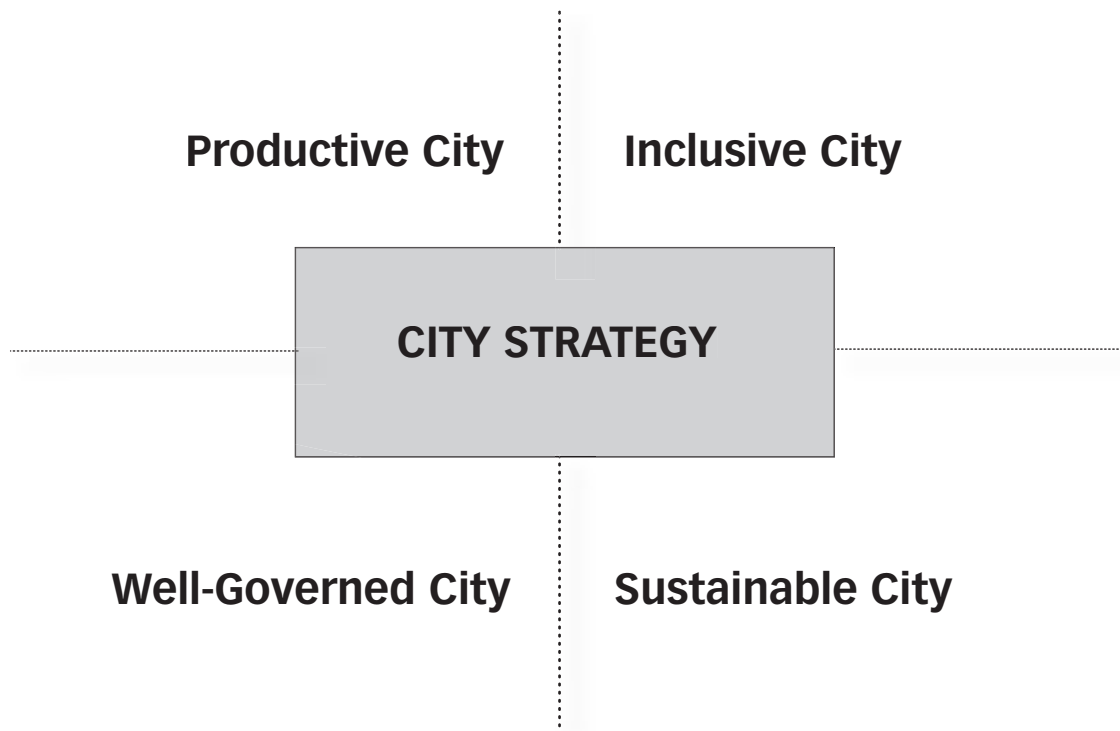 Productive City
Inclusive City
CITY STRATEGY
Well-Governed City
Sustainable City